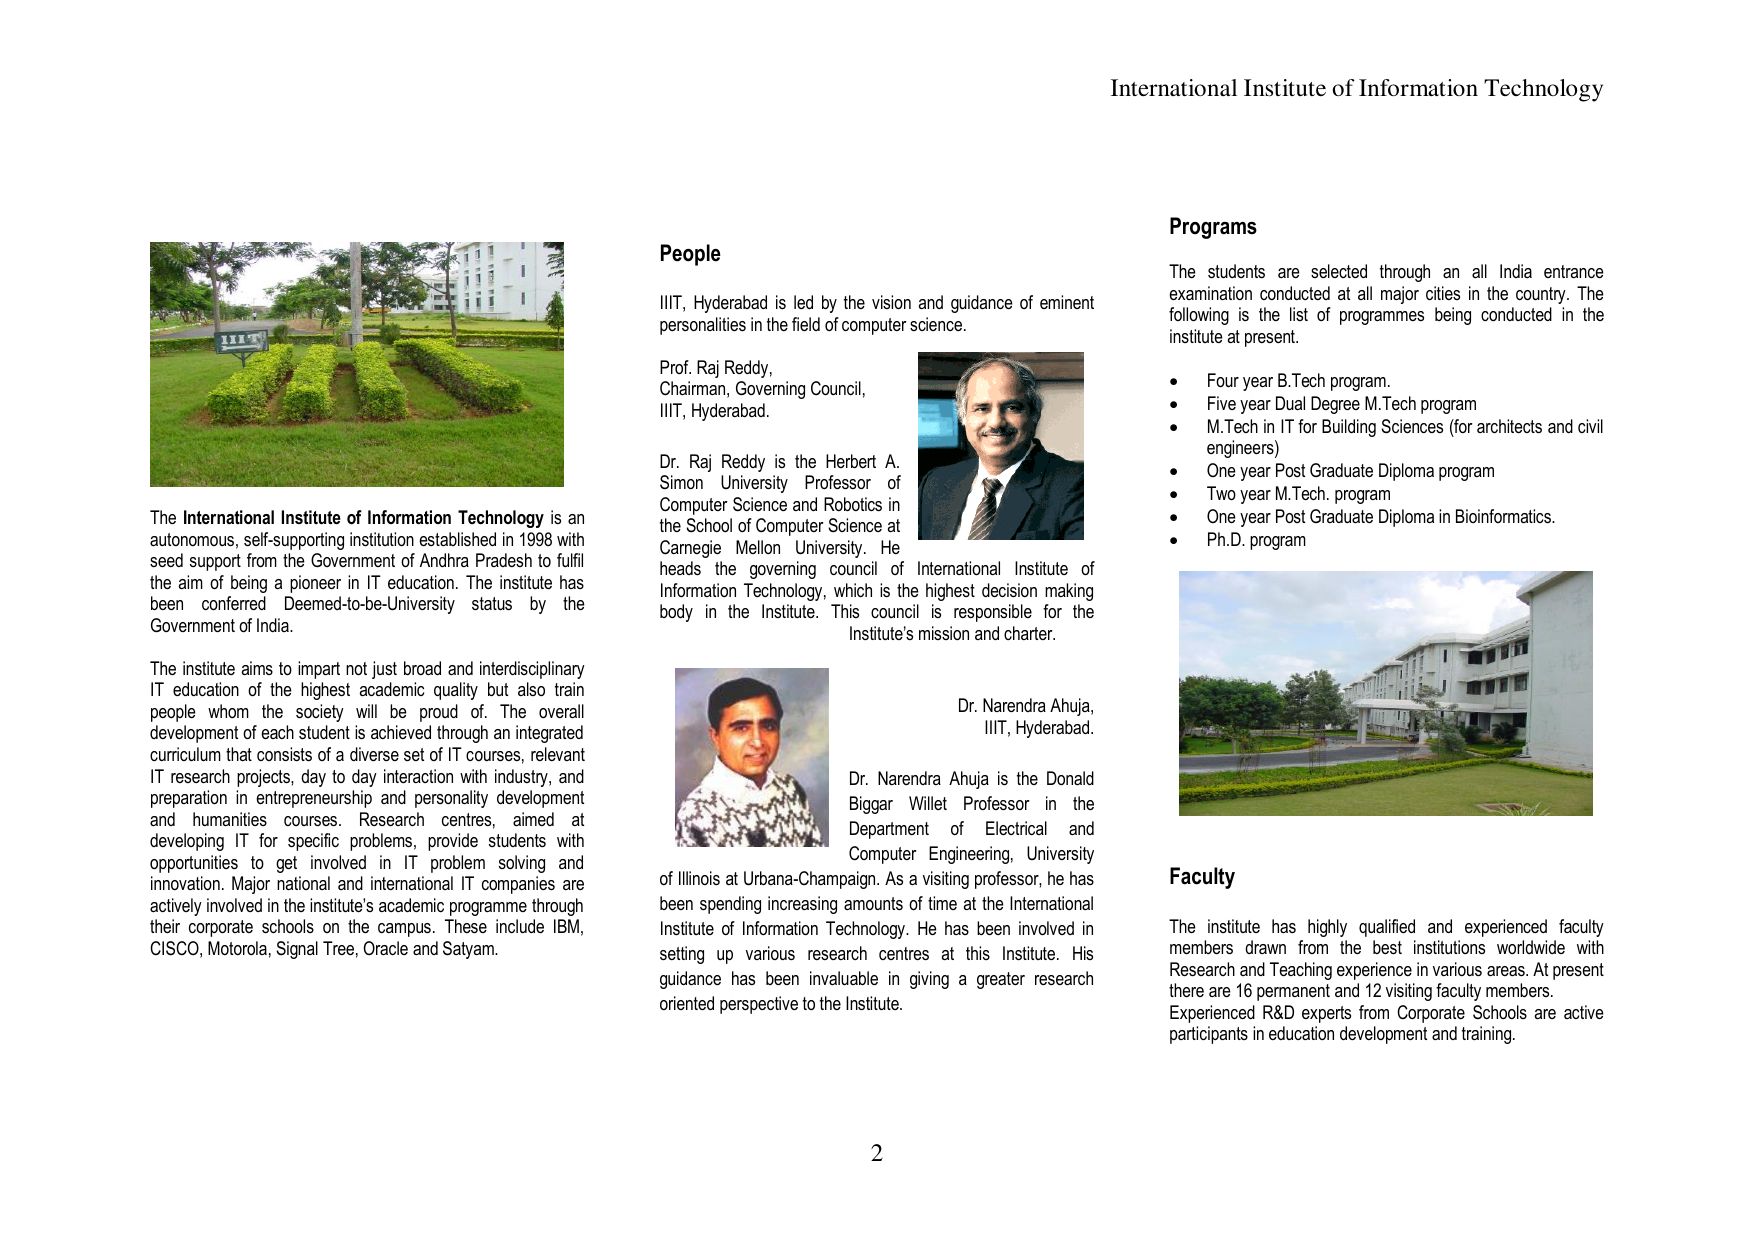 International Institute of Information Technology
IIIT
The International Institute of Information Technology is an
autonomous, self-supporting institution established in 1998 with
seed support from the Government of Andhra Pradesh to fulfil
the aim of being a pioneer in IT education. The institute has
been conferred Deemed-to-be-University status by the
Government of India.
The institute aims to impart not just broad and interdisciplinary
IT education of the highest academic quality but also train
people whom the society will be proud of. The overall
development of each student is achieved through an integrated
curriculum that consists of a diverse set of IT courses, relevant
IT research projects, day to day interaction with industry, and
preparation in entrepreneurship and personality development
and humanities courses. Research centres, aimed at
developing IT for specific problems, provide students with
opportunities to get involved in IT problem solving and
innovation. Major national and international IT companies are
actively involved in the institute’s academic programme through
their corporate schools on the campus. These include IBM,
CISCO, Motorola, Signal Tree, Oracle and Satyam.
People
IIIT, Hyderabad is led by the vision and guidance of eminent
personalities in the field of computer science.
Prof. Raj Reddy,
Chairman, Governing Council,
IIIT, Hyderabad.
Dr. Raj Reddy is the Herbert A.
Simon University Professor of
Computer Science and Robotics in
the School of Computer Science at
Carnegie Mellon University. He
heads the governing council of International Institute of
Information Technology, which is the highest decision making
body in the Institute. This council is responsible for the
Institute’s mission and charter.
Dr. Narendra Ahuja,
IIIT, Hyderabad.
Dr. Narendra Ahuja is the Donald
Biggar Willet Professor in the
Department of Electrical and
Computer Engineering, University
of Illinois at Urbana-Champaign. As a visiting professor, he has
been spending increasing amounts of time at the International
Institute of Information Technology. He has been involved in
setting up various research centres at this Institute. His
guidance has been invaluable in giving a greater research
oriented perspective to the Institute.
Programs
The students are selected through an all India entrance
examination conducted at all major cities in the country. The
following is the list of programmes being conducted in the
institute at present.
• Four year B.Tech program.
• Five year Dual Degree M.Tech program
• M.Tech in IT for Building Sciences (for architects and civil
engineers)
• One year Post Graduate Diploma program
• Two year M.Tech. program
• One year Post Graduate Diploma in Bioinformatics.
• Ph.D. program
Faculty
The institute has highly qualified and experienced faculty
members drawn from the best institutions worldwide with
Research and Teaching experience in various areas. At present
there are 16 permanent and 12 visiting faculty members.
Experienced R&D experts from Corporate Schools are active
participants in education development and training.
2